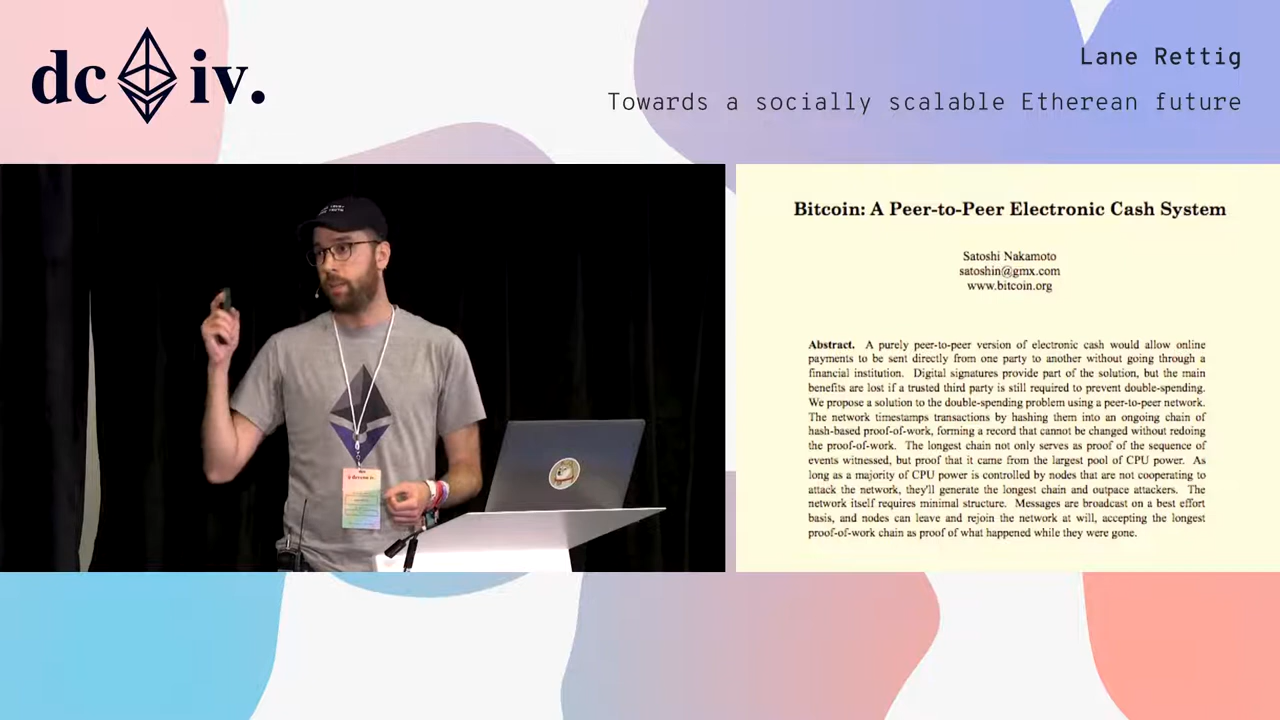 dc iv.
Lane Rettig
Towards a socially scalable Etherean future
Bitcoin: A Peer-to-Peer Electronic Cash System
Satoshi Nakamoto
satoshin@gmx.com
www.bitcoin.org
Abstract. A purely peer-to-peer version of electronic cash would allow online
payments to be sent directly from one party to another without going through a
financial institution. Digital signatures provide part of the solution, but the main
benefits are lost if a trusted third party is still required to prevent double-spending.
We propose a solution to the double-spending problem using a peer-to-peer network.
The network timestamps transactions by hashing them into an ongoing chain of
hash-based proof-of-work, forming a record that cannot be changed without redoing
the proof-of-work. The longest chain not only serves as proof of the sequence of
events witnessed, but proof that it came from the largest pool of CPU power. As
long as a majority of CPU power is controlled by nodes that are not cooperating to
attack the network, they'll generate the longest chain and outpace attackers. The
network itself requires minimal structure. Messages are broadcast on a best effort
basis, and nodes can leave and rejoin the network at will, accepting the longest
proof-of-work chain as proof of what happened while they were gone.